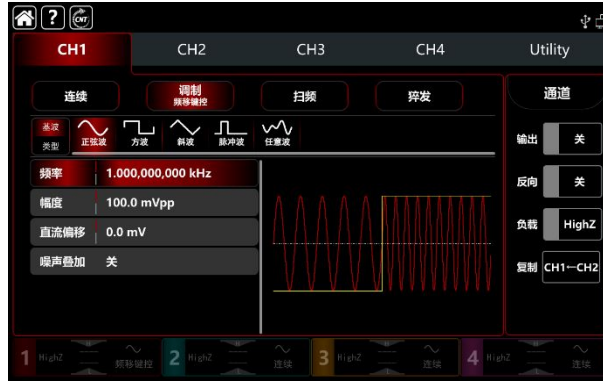 ? CNT
CH1 CH2 CH3 CH4 Utility
连续 调制 扫频 猝发 通道
频移键控
基波
类型 正弦波 方波 斜波 脉冲波 任意波
输出 关
频率 1.000,000,000 kHz
反向 关
幅度 100.0 mVpp
负载 HighZ
直流偏移 0.0 mV
噪声叠加 关
复制 CH1←CH2
1 HighZ 频移键控 2 HighZ 连续 3 HighZ 连续 4 HighZ 连续